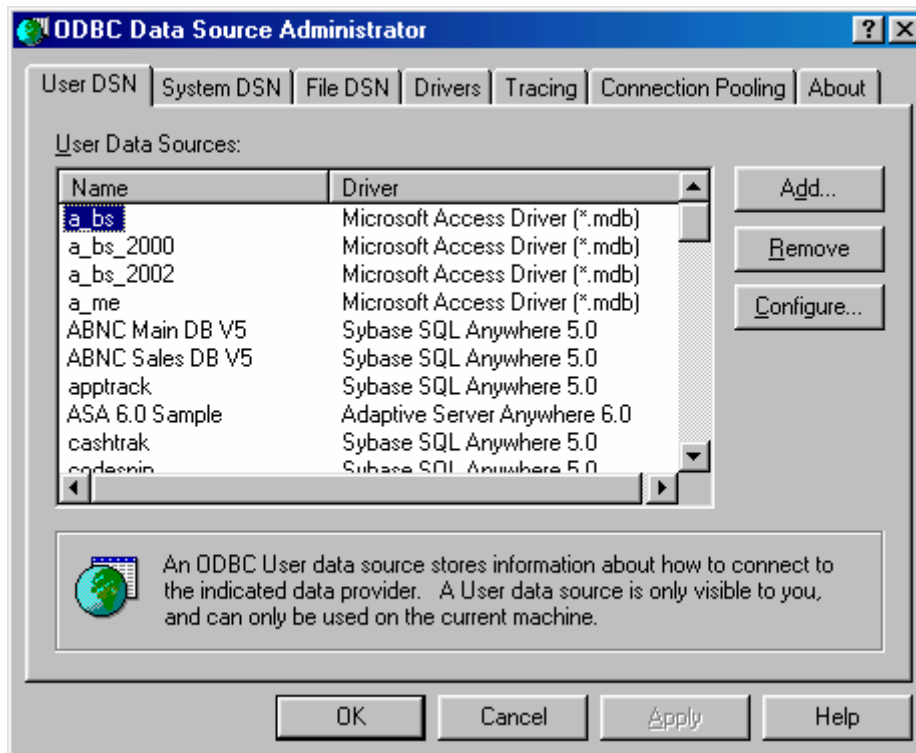 ODBC Data Source Administrator
User DSN System DSN File DSN Drivers Tracing Connection Pooling About
User Data Sources:
Name Driver
a_bs Microsoft Access Driver (*.mdb)
a_bs_2000 Microsoft Access Driver (*.mdb)
a_bs_2002 Microsoft Access Driver (*.mdb)
a_me Microsoft Access Driver (*.mdb)
ABNC Main DB V5 Sybase SQL Anywhere 5.0
ABNC Sales DB V5 Sybase SQL Anywhere 5.0
apptrack Sybase SQL Anywhere 5.0
ASA 6.0 Sample Adaptive Server Anywhere 6.0
cashtrak Sybase SQL Anywhere 5.0
codesnip Sybase SQL Anywhere 5.0
Add...
Remove
Configure...
An ODBC User data source stores information about how to connect to
the indicated data provider. A User data source is only visible to you,
and can only be used on the current machine.
OK Cancel Apply Help